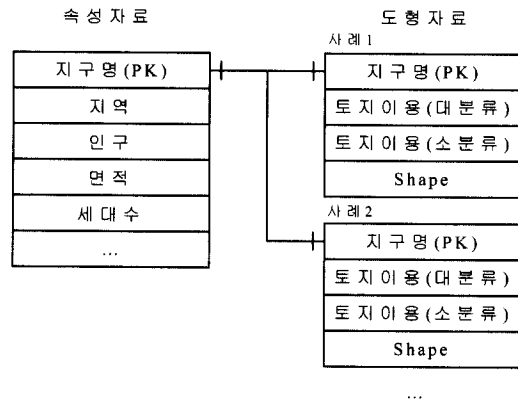 속성자료
지구명(PK)
지역
인구
면적
세대수
...
도형자료
사례1
지구명(PK)
토지이용(대분류)
토지이용(소분류)
Shape
사례2
지구명(PK)
토지이용(대분류)
토지이용(소분류)
Shape
...